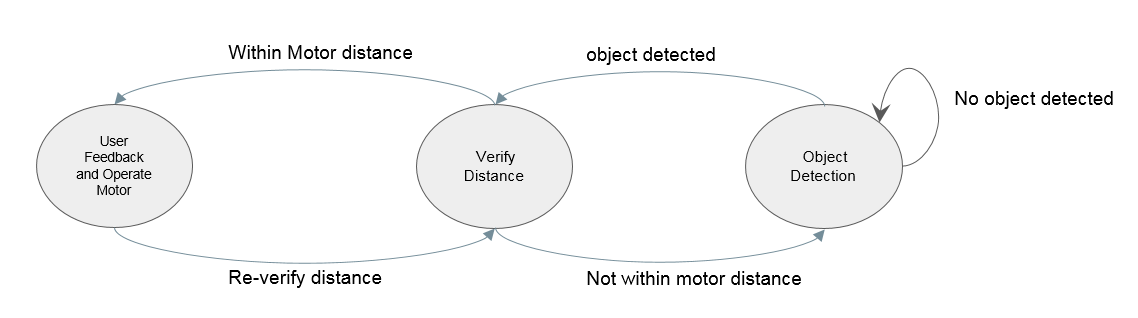 Within Motor distance
object detected
No object detected
User
Feedback
and Operate
Motor
Verify
Distance
Object
Detection
Re-verify distance
Not within motor distance